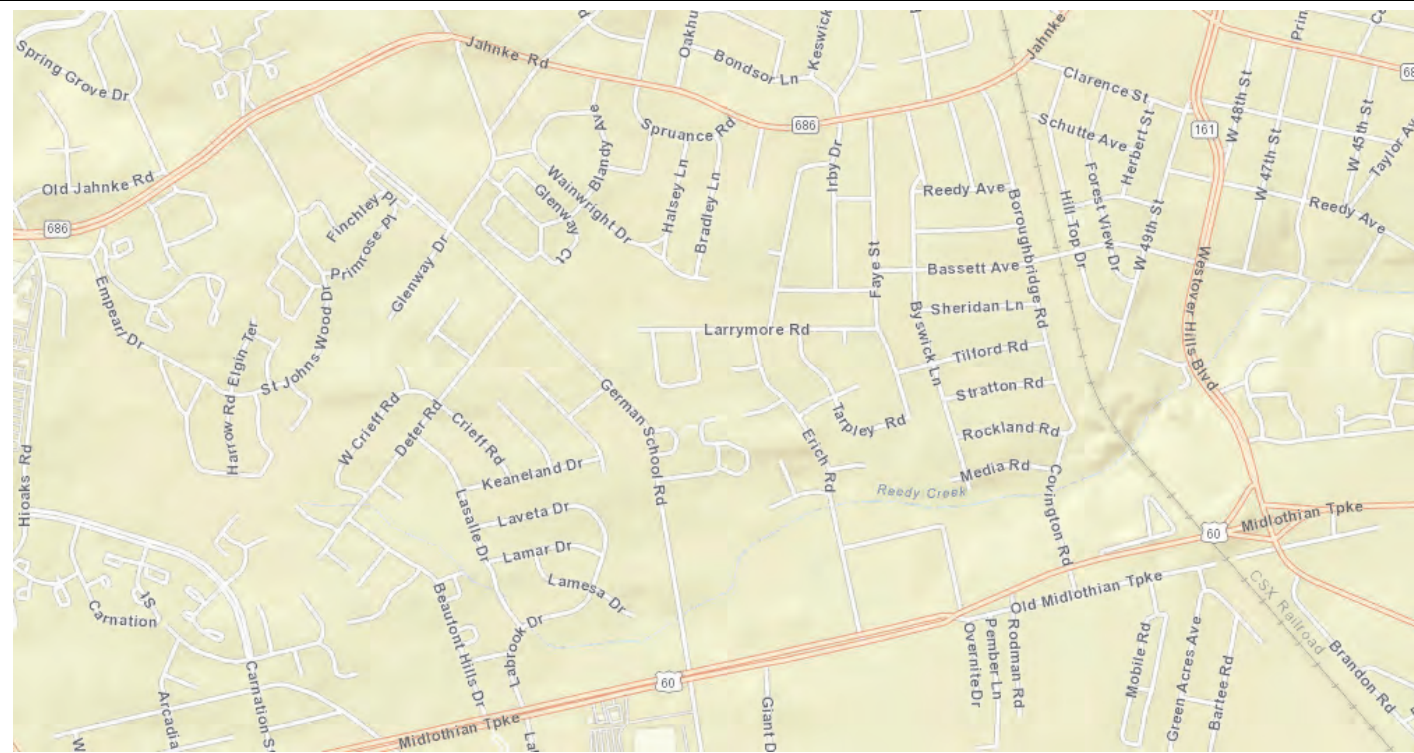 Spring Grove Dr
Jahnke Rd
Bondsor Ln
Keswick
Jahnke
Clarence St
W 48th St
686
Spruance Rd
Blandy Ave
161
Schutte Ave
Herbert St
W 45th St
Taylor Av
Old Jahnke Rd
Finchley Pl
Primrose Pl
Wainwright Dr
Glenway Ct
Halsey Ln
Bradley Ln
Irby Dr
Reedy Ave
Boroughbridge Rd
Hill Top Dr
Forest View Dr
W 49th St
W 47th St
Reedy Ave
686
Empear/ Dr
Glenway Dr
Faye St
Bassett Ave
Westover Hills Blvd
Sheridan Ln
Byswick Ln
Larrymore Rd
Elgin Ter
St Johns Wood Dr
Tilford Rd
Stratton Rd
Harrow Rd
W Crieff Rd
Deter Rd
Crieff Rd
German School Rd
Tarpley Rd
Erich Rd
Rockland Rd
Keaneland Dr
Media Rd
Reedy Creek
Hioaks Rd
Lasalle Dr
Laveta Dr
Covington Rd
Midlothian Tpke
60
Lamar Dr
Lamesa Dr
Old Midlothian Tpke
CSX Railroad
Carnation St
Beaufont Hills Dr
Labrook Dr
Overnite Dr
Pember Ln
Rodman Rd
Mobile Rd
Green Acres Ave
Bartee Rd
Brandon Rd
Arcadia
Carnation S
60
Giant D
Midlothian Tpke
W